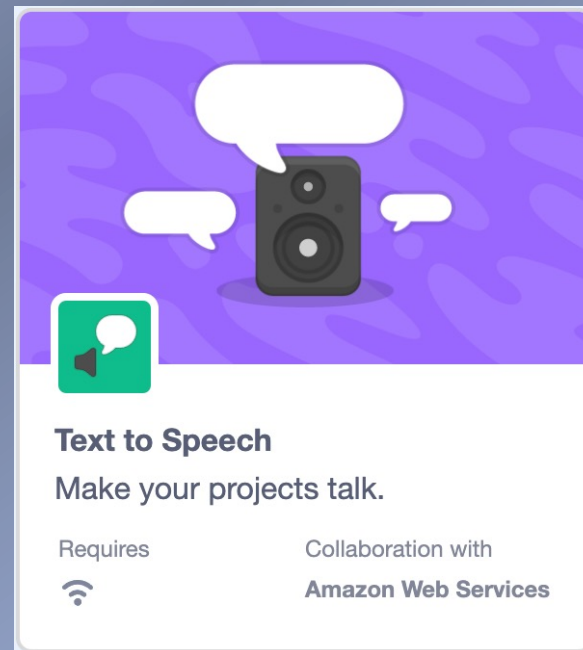 Text to Speech
Make your projects talk.
Requires
Collaboration with
Amazon Web Services